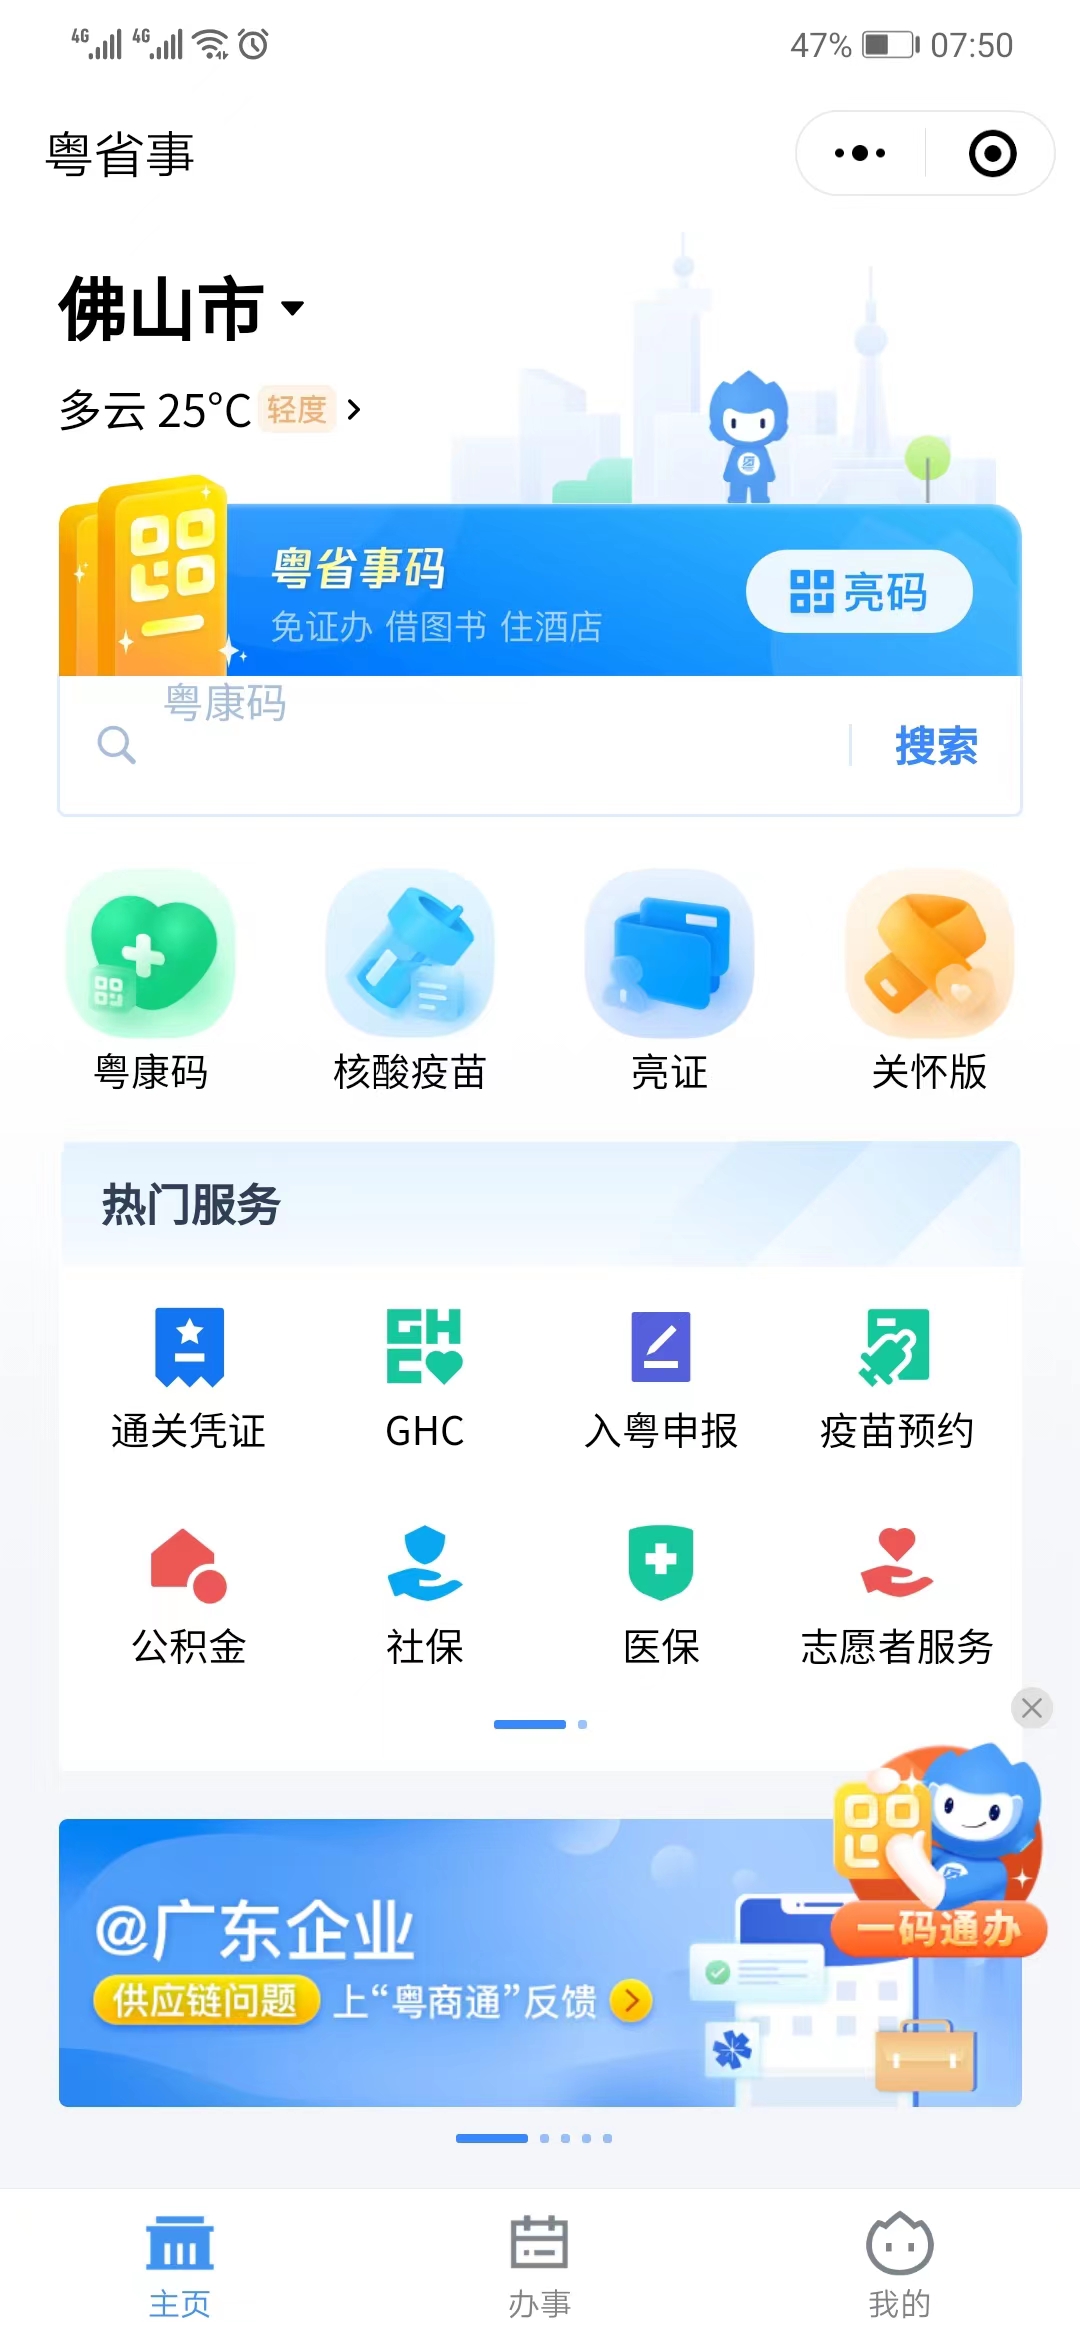 4G 4G 47% 07:50
粤省事
佛山市
多云 25°C 轻度
粤省事码
免证办 借图书 住酒店
亮码
粤康码
搜索
粤康码 核酸疫苗 亮证 关怀版
热门服务
通关凭证 GHC 入粤申报 疫苗预约
公积金 社保 医保 志愿者服务
@广东企业
供应链问题 上“粤商通”反馈
一码通办
主页 办事 我的